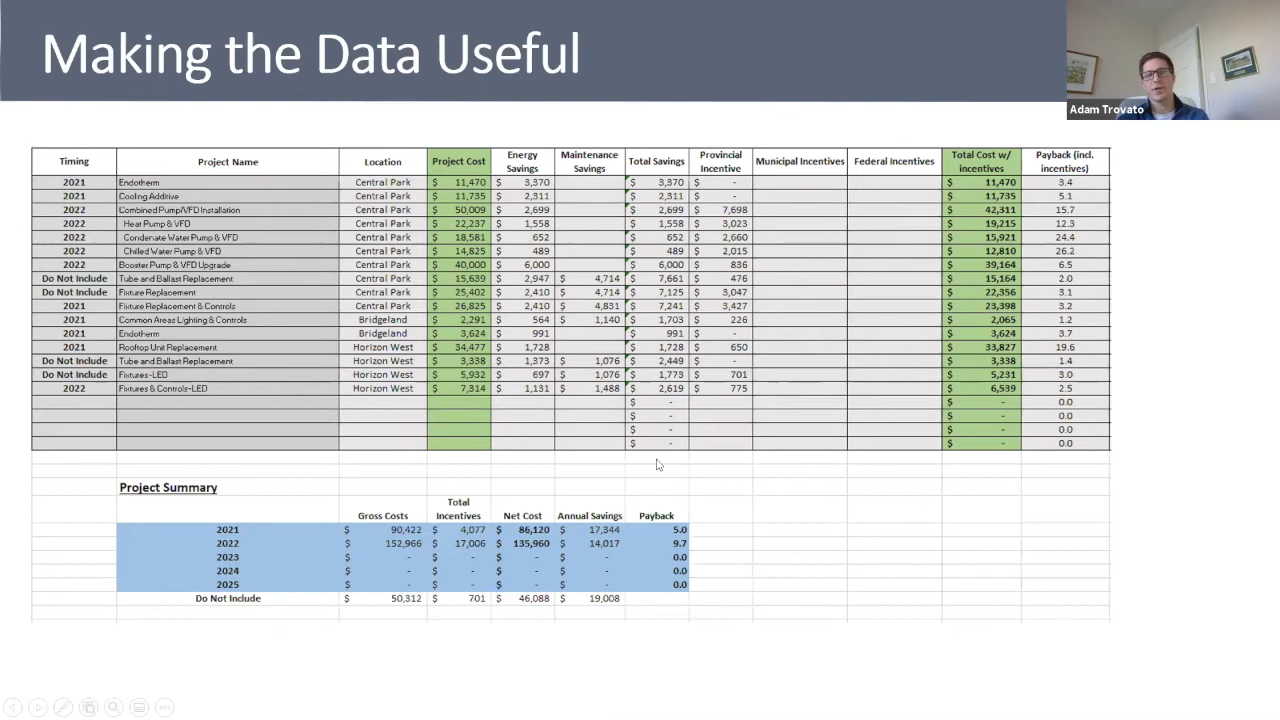 Making the Data Useful
Adam Trovato
Timing Project Name Location Project Cost Energy Savings Maintenance Savings Total Savings Provincial Incentive Municipal Incentives Federal Incentives Total Cost w/ incentives Payback (incl. incentives)
2021 Endotherm Central Park $ 11,470 $ 3,370 $ 3,370 $ - $ 11,470 3.4
2021 Cooling Additive Central Park $ 11,735 $ 2,311 $ 2,311 $ - $ 11,735 5.1
2022 Combined Pump/VFD Installation Central Park $ 50,009 $ 2,699 $ 2,699 $ 7,698 $ 42,311 15.7
2022 Heat Pump & VFD Central Park $ 22,237 $ 1,558 $ 1,558 $ 3,023 $ 19,215 12.3
2022 Condenate Water Pump & VFD Central Park $ 18,581 $ 652 $ 652 $ 2,660 $ 15,921 24.4
2022 Chilled Water Pump & VFD Central Park $ 14,825 $ 489 $ 489 $ 2,015 $ 12,810 26.2
2022 Booster Pump & VFD Upgrade Central Park $ 40,000 $ 6,000 $ 6,000 $ 836 $ 39,164 6.5
Do Not Include Tube and Ballast Replacement Central Park $ 15,639 $ 2,947 $ 4,714 $ 7,661 $ 476 $ 15,164 2.0
Do Not Include Fixture Replacement Central Park $ 25,402 $ 2,410 $ 4,714 $ 7,125 $ 3,047 $ 22,356 3.1
2021 Fixture Replacement & Controls Central Park $ 26,825 $ 2,410 $ 4,831 $ 7,241 $ 3,427 $ 23,398 3.2
2021 Common Areas Lighting & Controls Bridgeland $ 2,291 $ 564 $ 1,140 $ 1,703 $ 226 $ 2,065 1.2
2021 Endotherm Bridgeland $ 3,624 $ 991 $ 991 $ - $ 3,624 3.7
2021 Rooftop Unit Replacement Horizon West $ 34,477 $ 1,728 $ 1,728 $ 650 $ 33,827 19.6
Do Not Include Tube and Ballast Replacement Horizon West $ 3,338 $ 1,373 $ 1,076 $ 2,449 $ - $ 3,338 1.4
Do Not Include Fixtures-LED Horizon West $ 5,932 $ 697 $ 1,076 $ 1,773 $ 701 $ 5,231 3.0
2022 Fixtures & Controls-LED Horizon West $ 7,314 $ 1,131 $ 1,488 $ 2,619 $ 775 $ 6,539 2.5
$ - $ - 0.0
$ - $ - 0.0
$ - $ - 0.0
$ - $ - 0.0
Project Summary
Gross Costs Total Incentives Net Cost Annual Savings Payback
2021 $ 90,422 $ 4,077 $ 86,120 $ 17,344 5.0
2022 $ 152,966 $ 17,006 $ 135,960 $ 14,017 9.7
2023 $ - $ - $ - $ - 0.0
2024 $ - $ - $ - $ - 0.0
2025 $ - $ - $ - $ - 0.0
Do Not Include $ 50,312 $ 701 $ 46,088 $ 19,008